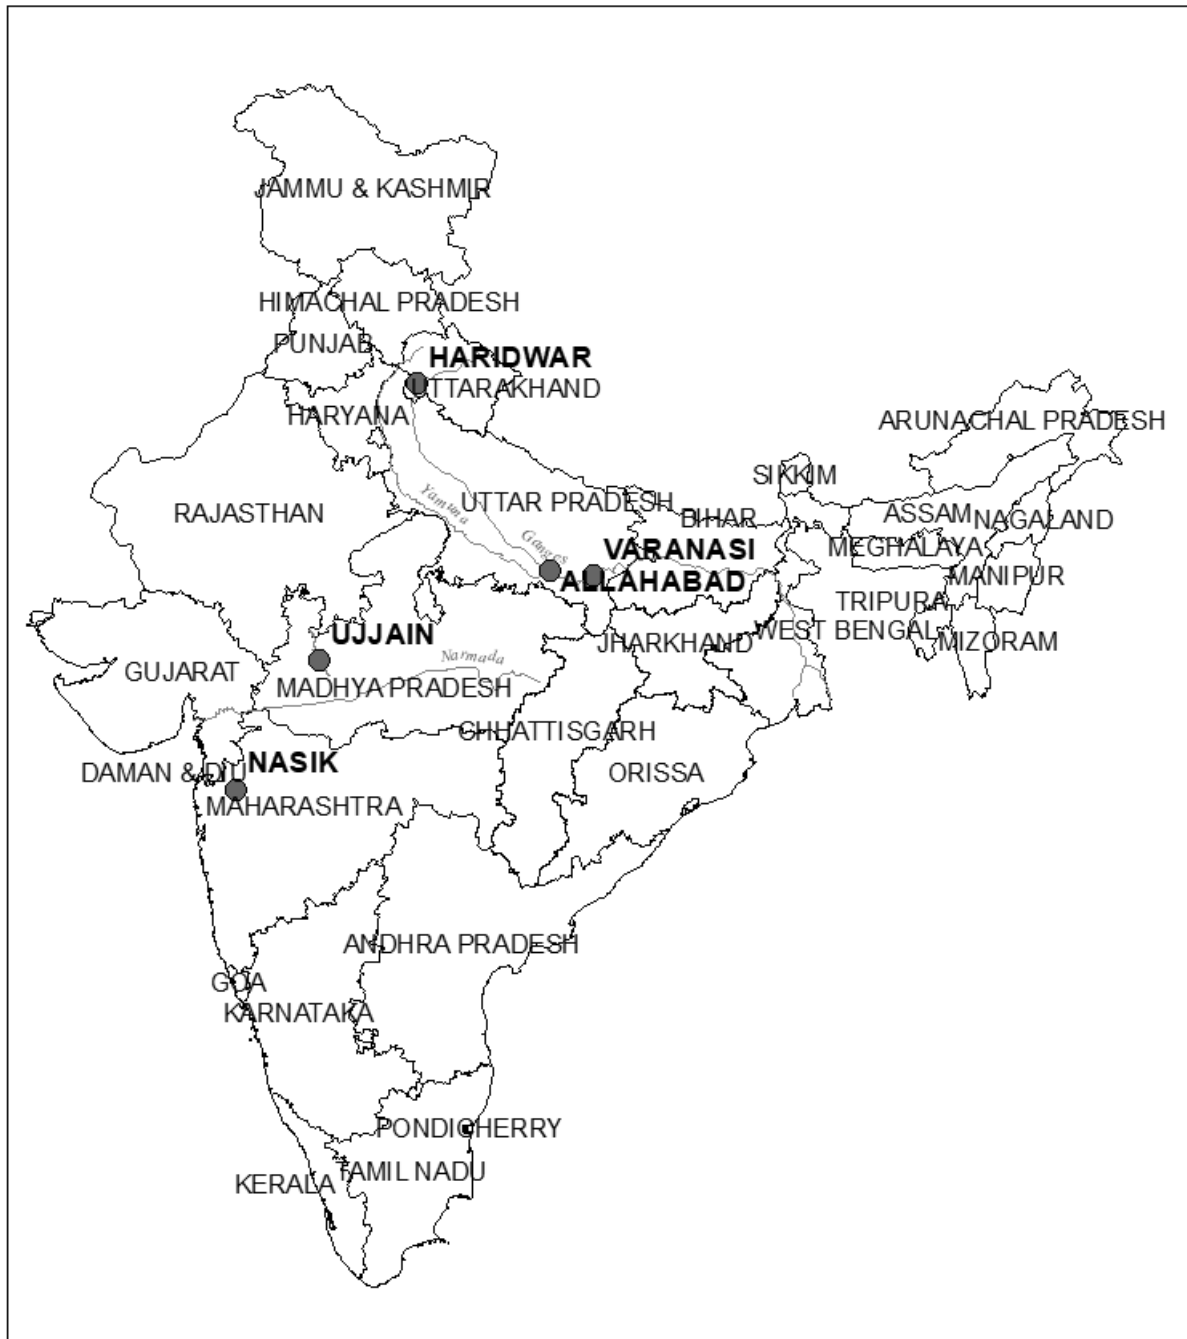 JAMMU & KASHMIR
HIMACHAL PRADESH
PUNJAB
HARIDWAR
UTTARAKHAND
HARYANA
ARUNACHAL PRADESH
SIKKIM
RAJASTHAN
Yamuna
UTTAR PRADESH
BIHAR
ASSAM
NAGALAND
Ganges
VARANASI
MEGHALAYA
ALLAHABAD
MANIPUR
TRIPURA
UJJAIN
JHARKHAND
WEST BENGAL
MIZORAM
Narmada
GUJARAT
MADHYA PRADESH
CHHATTISGARH
NASIK
DAMAN & DIU
ORISSA
MAHARASHTRA
ANDHRA PRADESH
GOA
KARNATAKA
PONDICHERRY
TAMIL NADU
KERALA